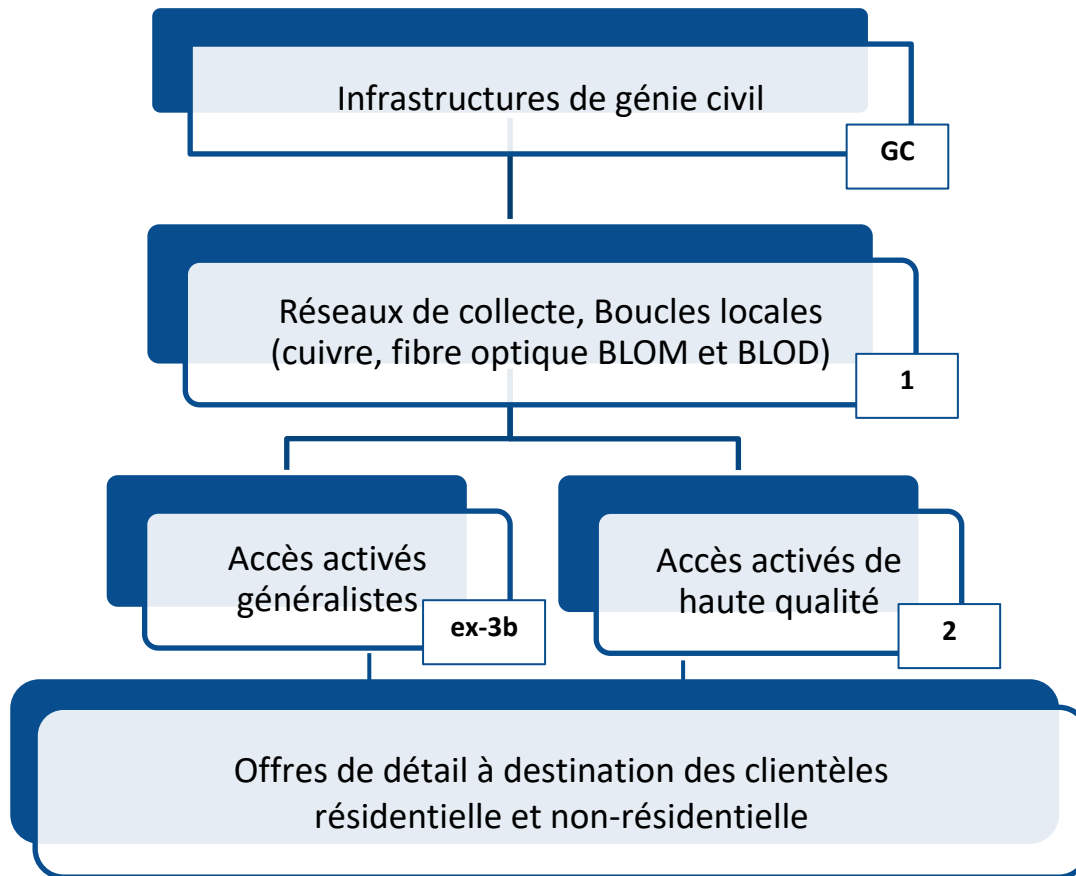 Infrastructures de génie civil
GC
Réseaux de collecte, Boucles locales
(cuivre, fibre optique BLOM et BLOD)
1
Accès activés
généralistes
ex-3b
Accès activés de
haute qualité
2
Offres de détail à destination des clientèles
résidentielle et non-résidentielle